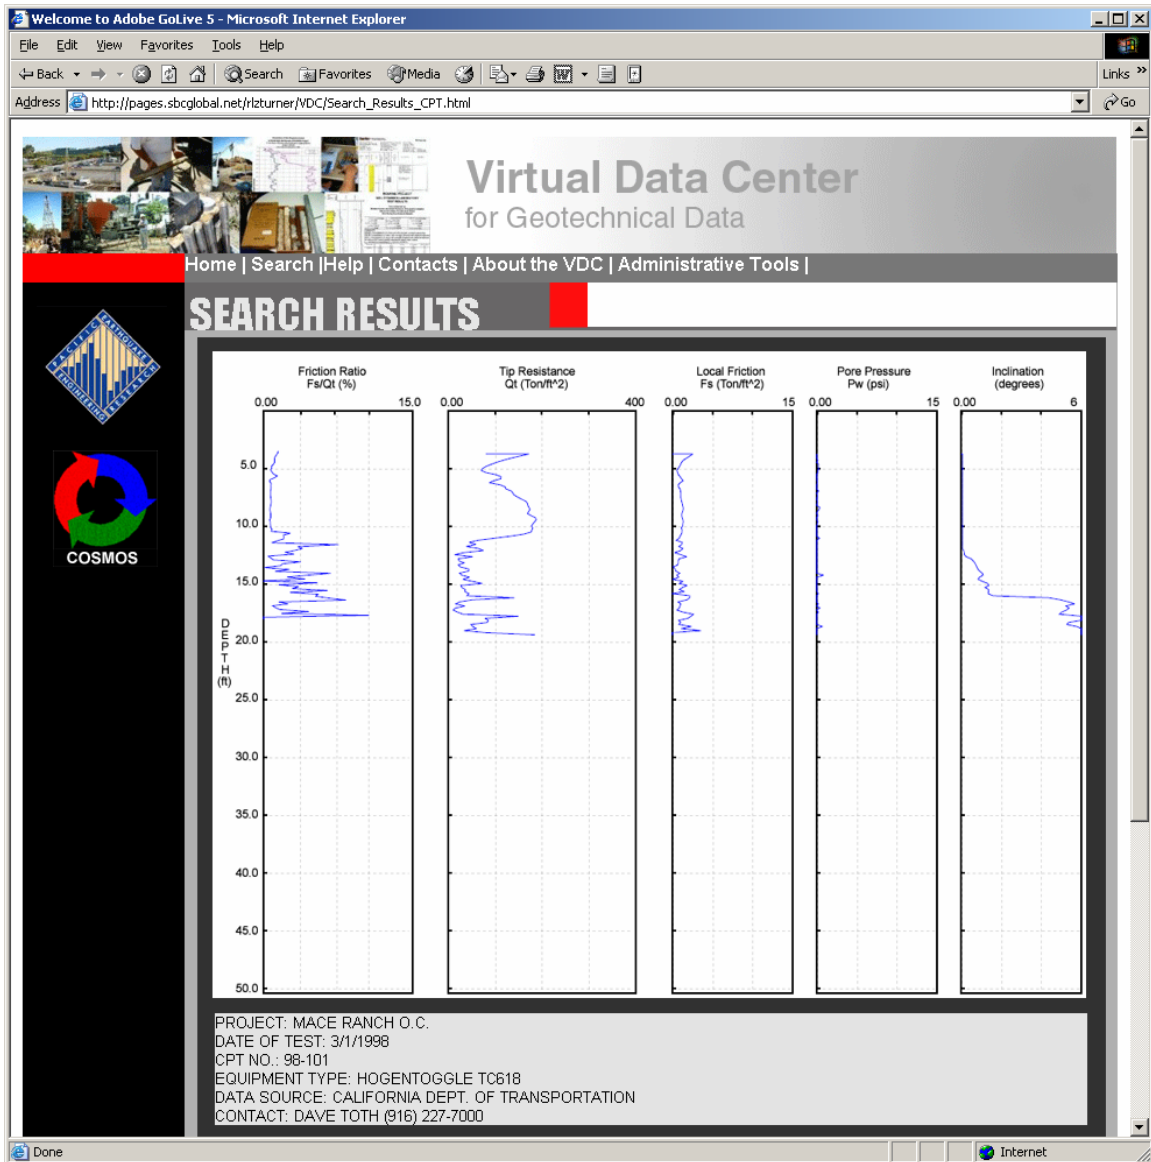 Welcome to Adobe GoLive 5 - Microsoft Internet Explorer
File Edit View Favorites Tools Help
Back Search Favorites Media Links »
Address http://pages.sbcglobal.net/rlzturner/VDC/Search_Results_CPT.html Go
Virtual Data Center
for Geotechnical Data
Home | Search |Help | Contacts | About the VDC | Administrative Tools |
SEARCH RESULTS
PACIFIC EARTHQUAKE ENGINEERING RESEARCH
COSMOS
Friction Ratio Tip Resistance Local Friction Pore Pressure Inclination
Fs/Qt (%) Qt (Ton/ft^2) Fs (Ton/ft^2) Pw (psi) (degrees)
0.00 15.0 0.00 400 0.00 15 0.00 15 0.00 6
5.0
10.0
15.0
20.0
25.0
30.0
35.0
40.0
45.0
50.0
DEPTH (ft)
PROJECT: MACE RANCH O.C.
DATE OF TEST: 3/1/1998
CPT NO.: 98-101
EQUIPMENT TYPE: HOGENTOGGLE TC618
DATA SOURCE: CALIFORNIA DEPT. OF TRANSPORTATION
CONTACT: DAVE TOTH (916) 227-7000
Done Internet